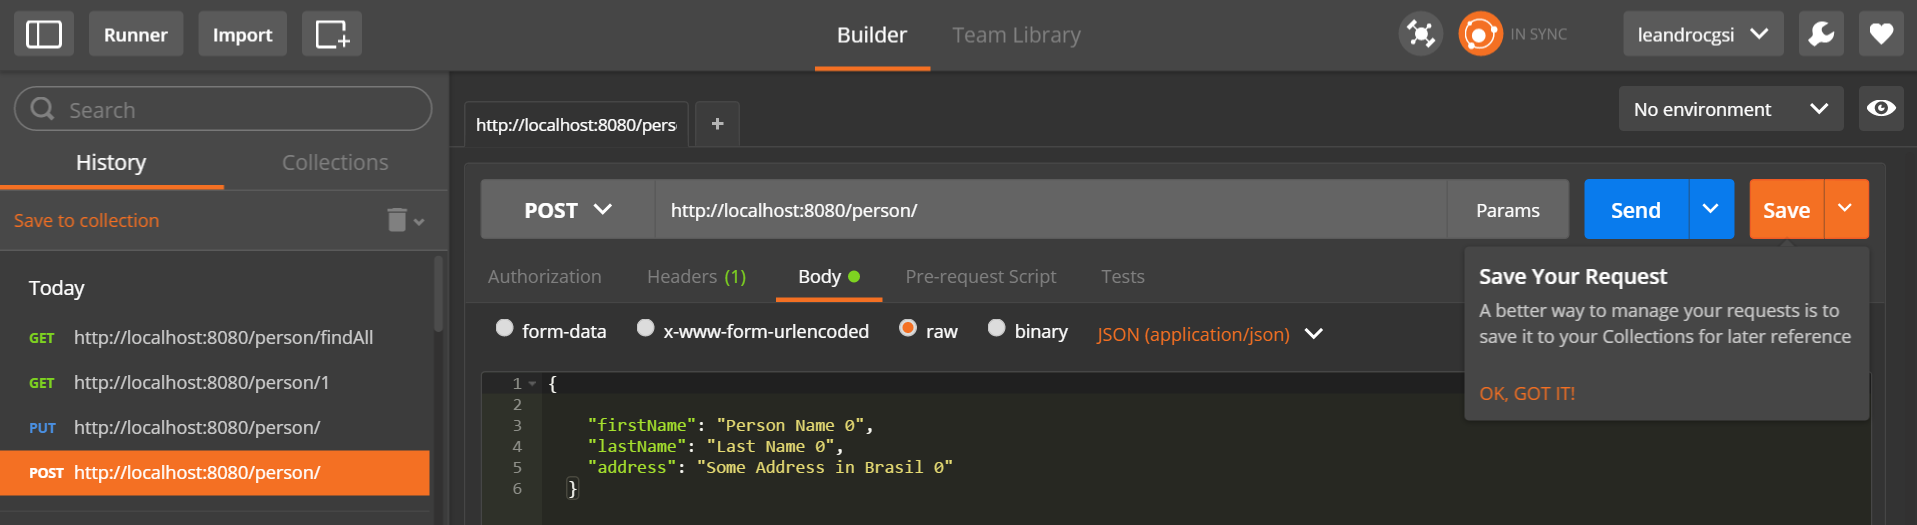 Runner Import Builder Team Library IN SYNC leandrocgsi
Search
No environment
http://localhost:8080/pers +
History Collections
Save to collection
POST http://localhost:8080/person/ Params Send Save
Authorization Headers (1) Body Pre-request Script Tests
Save Your Request
A better way to manage your requests is to
save it to your Collections for later reference
OK, GOT IT!
Today
GET http://localhost:8080/person/findAll
GET http://localhost:8080/person/1
PUT http://localhost:8080/person/
POST http://localhost:8080/person/
form-data x-www-form-urlencoded raw binary JSON (application/json)
1 {
2
3 "firstName": "Person Name 0",
4 "lastName": "Last Name 0",
5 "address": "Some Address in Brasil 0"
6 }